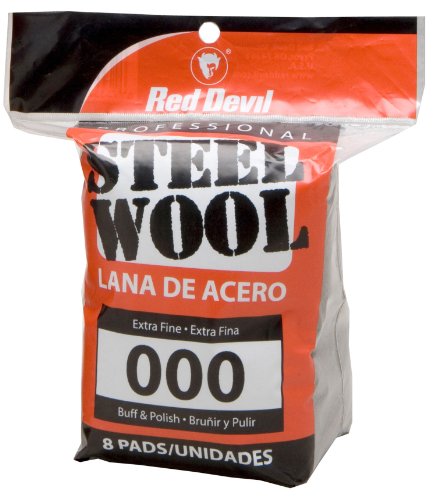 ®
Red Devil
PROFESSIONAL
STEEL
WOOL
LANA DE ACERO
Extra Fine • Extra Fina
000
Buff & Polish • Bruñir y Pulir
8 PADS/UNIDADES